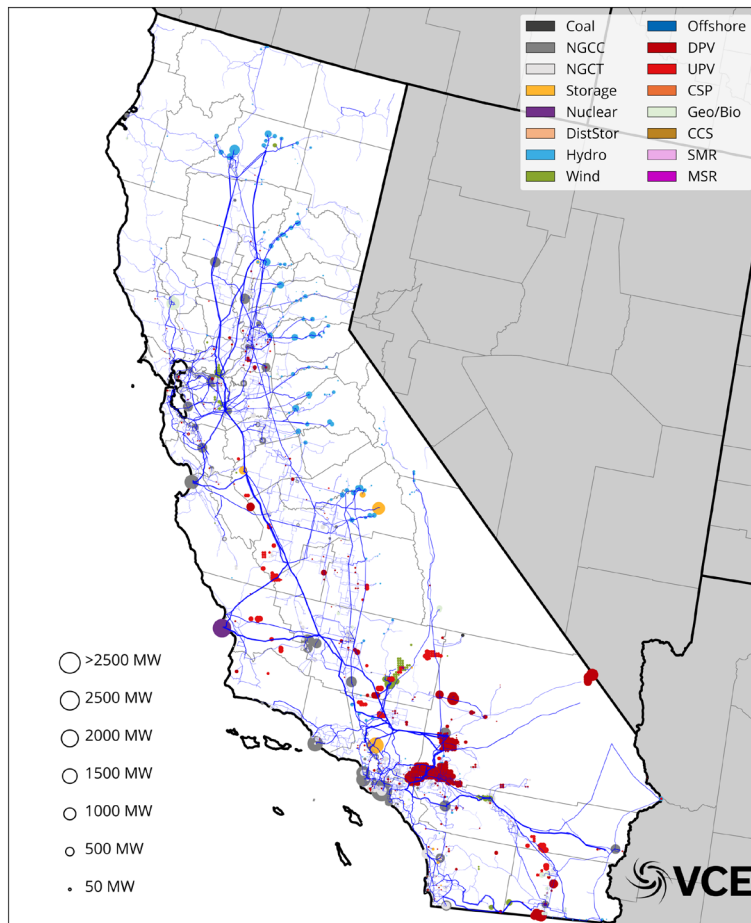 Coal
NGCC
NGCT
Storage
Nuclear
DistStor
Hydro
Wind
Offshore
DPV
UPV
CSP
Geo/Bio
CCS
SMR
MSR
>2500 MW
2500 MW
2000 MW
1500 MW
1000 MW
500 MW
50 MW
VCE